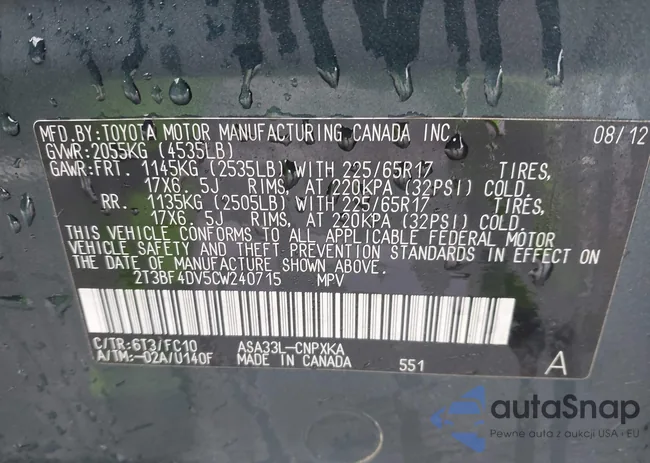 MFD. BY: TOYOTA MOTOR MANUFACTURING CANADA INC. 08/12
GVWR: 2055KG (4535LB)
GAWR: FRT. 1145KG (2535LB) WITH 225/65R17 TIRES,
17X6. 5J RIMS, AT 220KPA (32PSI) COLD.
RR. 1135KG (2505LB) WITH 225/65R17 TIRES,
17X6. 5J RIMS, AT 220KPA (32PSI) COLD.
THIS VEHICLE CONFORMS TO ALL APPLICABLE FEDERAL MOTOR
VEHICLE SAFETY AND THEFT PREVENTION STANDARDS IN EFFECT ON
THE DATE OF MANUFACTURE SHOWN ABOVE.
2T3BF4DV5CW240715 MPV
C/TR: 6T3/FC10 ASA33L-CNPXKA
A/TM: -02A/U140F MADE IN CANADA 551 A
autaSnap
Pewne auta z aukcji USA • EU